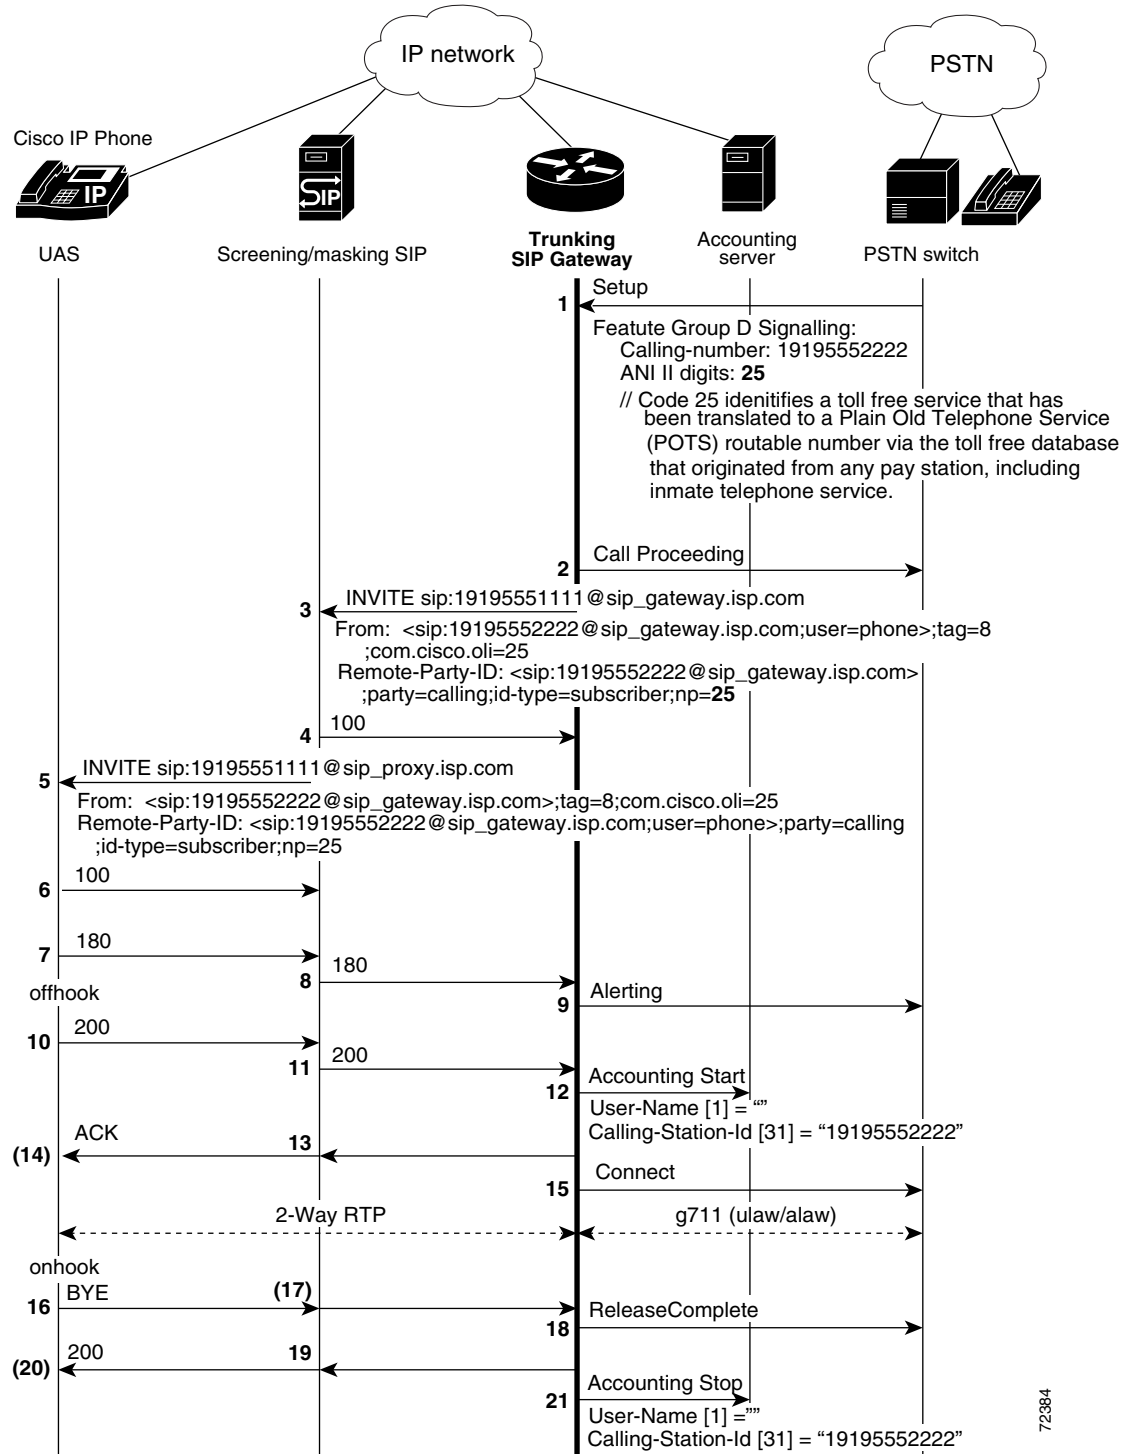 IP network
PSTN
Cisco IP Phone
IP
SIP
UAS
Screening/masking SIP
Trunking
SIP Gateway
Accounting
server
PSTN switch
Setup
1
Featute Group D Signalling:
Calling-number: 19195552222
ANI II digits: 25
// Code 25 idenitifies a toll free service that has
been translated to a Plain Old Telephone Service
(POTS) routable number via the toll free database
that originated from any pay station, including
inmate telephone service.
Call Proceeding
2
INVITE sip:19195551111@sip_gateway.isp.com
3
From: <sip:19195552222@sip_gateway.isp.com;user=phone>;tag=8
;com.cisco.oli=25
Remote-Party-ID: <sip:19195552222@sip_gateway.isp.com>
;party=calling;id-type=subscriber;np=25
100
4
INVITE sip:19195551111@sip_proxy.isp.com
5
From: <sip:19195552222@sip_gateway.isp.com>;tag=8;com.cisco.oli=25
Remote-Party-ID: <sip:19195552222@sip_gateway.isp.com;user=phone>;party=calling
;id-type=subscriber;np=25
100
6
180
7
180
8
offhook
Alerting
9
200
10
200
11
Accounting Start
12
User-Name [1] = “”
Calling-Station-Id [31] = “19195552222”
ACK
13
(14)
Connect
15
2-Way RTP
g711 (ulaw/alaw)
onhook
BYE
(17)
16
ReleaseComplete
18
200
19
(20)
Accounting Stop
21
User-Name [1] =””
Calling-Station-Id [31] = “19195552222”
72384